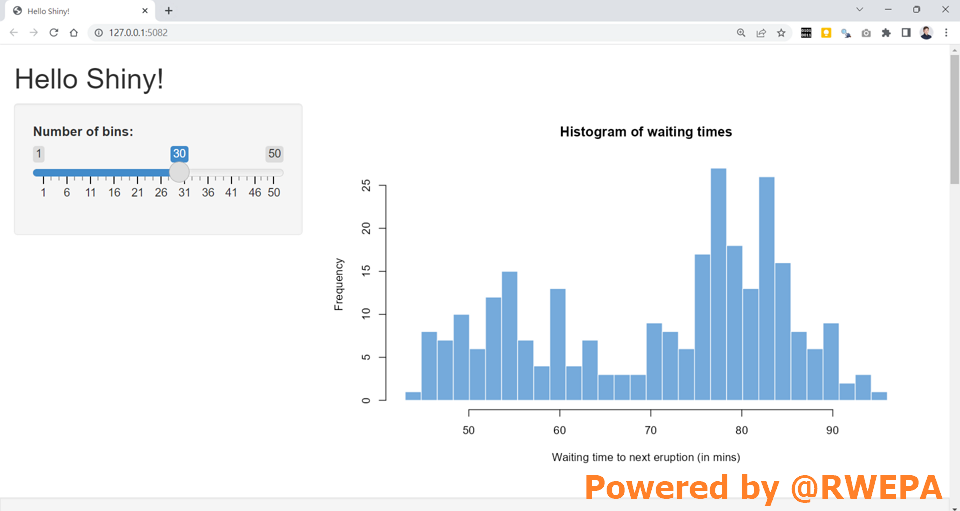 Hello Shiny!
127.0.0.1:5082
Hello Shiny!
Number of bins:
1 30 50
1 6 11 16 21 26 31 36 41 46 50
Histogram of waiting times
Frequency
25
20
15
10
5
0
50 60 70 80 90
Waiting time to next eruption (in mins)
Powered by @RWEPA